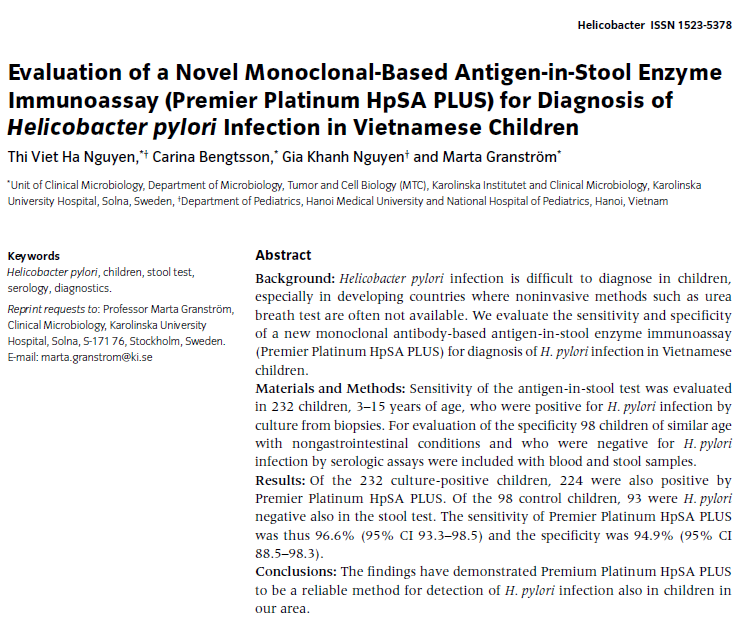 Helicobacter ISSN 1523-5378
Evaluation of a Novel Monoclonal-Based Antigen-in-Stool Enzyme
Immunoassay (Premier Platinum HpSA PLUS) for Diagnosis of
Helicobacter pylori Infection in Vietnamese Children
Thi Viet Ha Nguyen,*† Carina Bengtsson,* Gia Khanh Nguyen† and Marta Granström*
*Unit of Clinical Microbiology, Department of Microbiology, Tumor and Cell Biology (MTC), Karolinska Institutet and Clinical Microbiology, Karolinska
University Hospital, Solna, Sweden, †Department of Pediatrics, Hanoi Medical University and National Hospital of Pediatrics, Hanoi, Vietnam
Keywords
Helicobacter pylori, children, stool test,
serology, diagnostics.
Reprint requests to: Professor Marta Granström,
Clinical Microbiology, Karolinska University
Hospital, Solna, S-171 76, Stockholm, Sweden.
E-mail: marta.granstrom@ki.se
Abstract
Background: Helicobacter pylori infection is difficult to diagnose in children,
especially in developing countries where noninvasive methods such as urea
breath test are often not available. We evaluate the sensitivity and specificity
of a new monoclonal antibody-based antigen-in-stool enzyme immunoassay
(Premier Platinum HpSA PLUS) for diagnosis of H. pylori infection in Vietnamese
children.
Materials and Methods: Sensitivity of the antigen-in-stool test was evaluated
in 232 children, 3–15 years of age, who were positive for H. pylori infection by
culture from biopsies. For evaluation of the specificity 98 children of similar age
with nongastrointestinal conditions and who were negative for H. pylori
infection by serologic assays were included with blood and stool samples.
Results: Of the 232 culture-positive children, 224 were also positive by
Premier Platinum HpSA PLUS. Of the 98 control children, 93 were H. pylori
negative also in the stool test. The sensitivity of Premier Platinum HpSA PLUS
was thus 96.6% (95% CI 93.3–98.5) and the specificity was 94.9% (95% CI
88.5–98.3).
Conclusions: The findings have demonstrated Premium Platinum HpSA PLUS
to be a reliable method for detection of H. pylori infection also in children in
our area.